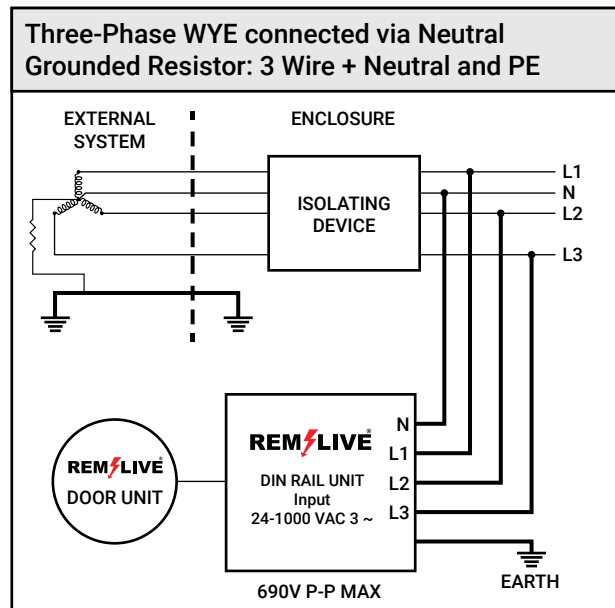 Three-Phase WYE connected via Neutral
Grounded Resistor: 3 Wire + Neutral and PE
EXTERNAL
SYSTEM
ENCLOSURE
ISOLATING
DEVICE
L1
N
L2
L3
REM LIVE®
DOOR UNIT
REM LIVE®
DIN RAIL UNIT
Input
24-1000 VAC 3 ~
N
L1
L2
L3
690V P-P MAX
EARTH